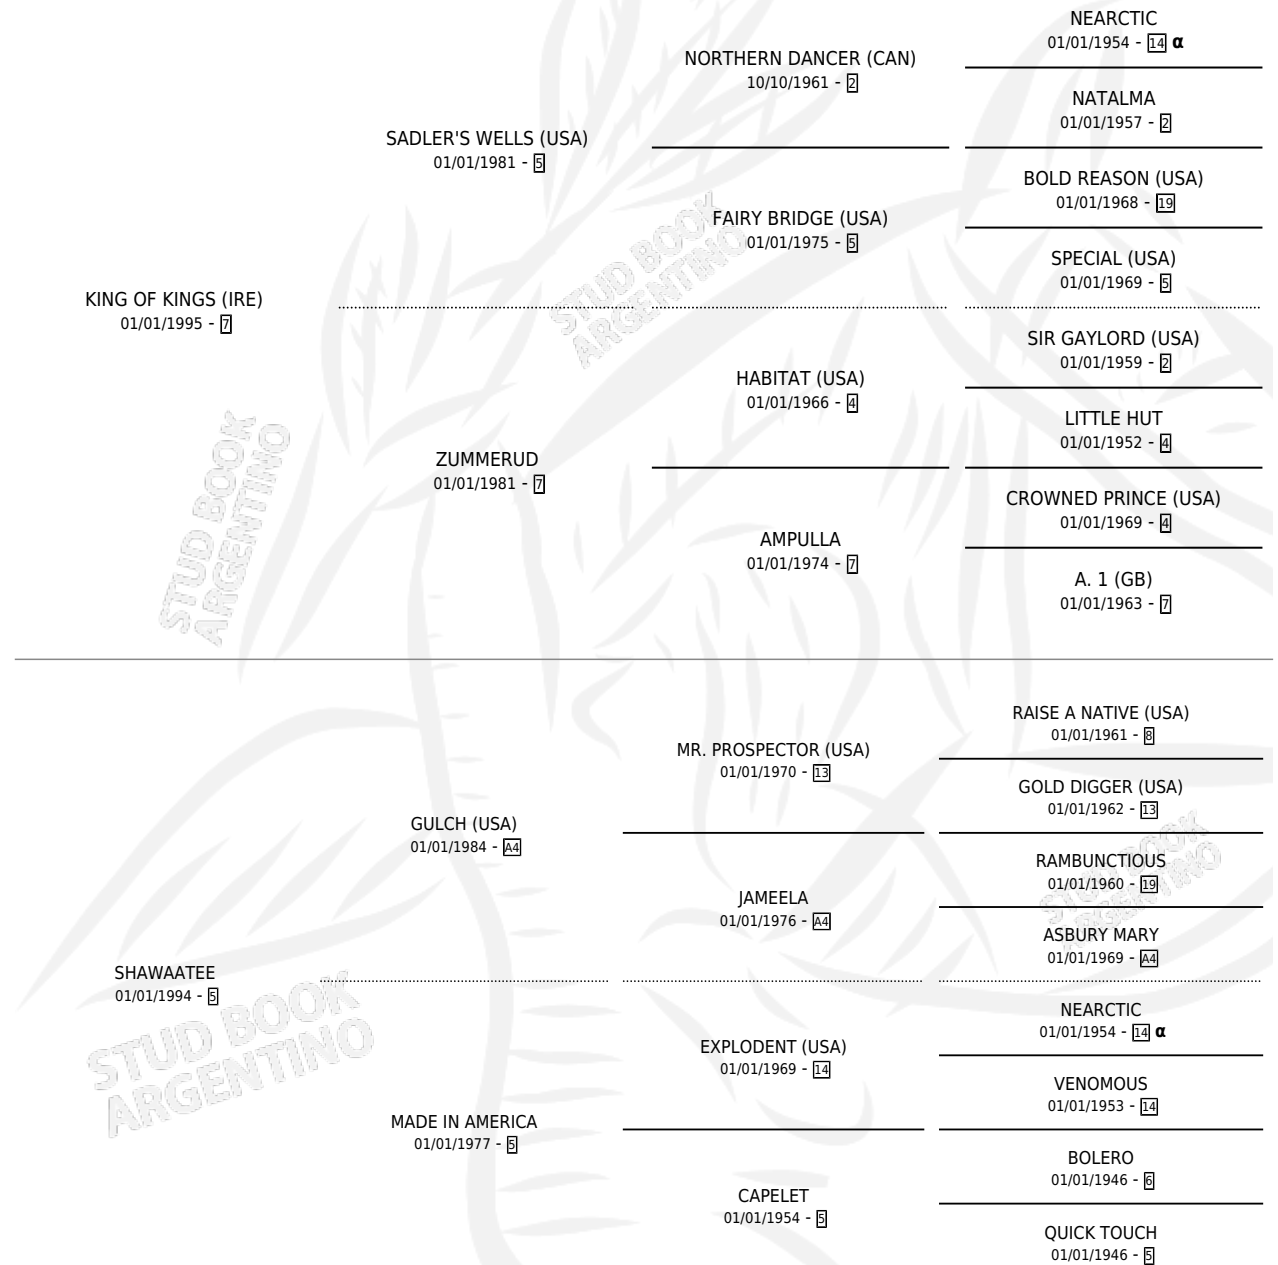 NEARCTIC
01/01/1954 - 14 α
NORTHERN DANCER (CAN)
10/10/1961 - 2
NATALMA
01/01/1957 - 2
SADLER'S WELLS (USA)
01/01/1981 - 5
BOLD REASON (USA)
01/01/1968 - 19
FAIRY BRIDGE (USA)
01/01/1975 - 5
SPECIAL (USA)
01/01/1969 - 5
STUD BOOK
ARGENTINO
KING OF KINGS (IRE)
01/01/1995 - 7
SIR GAYLORD (USA)
01/01/1959 - 2
HABITAT (USA)
01/01/1966 - 4
LITTLE HUT
01/01/1952 - 4
ZUMMERUD
01/01/1981 - 7
CROWNED PRINCE (USA)
01/01/1969 - 4
AMPULLA
01/01/1974 - 7
A. 1 (GB)
01/01/1963 - 7
STUD BOOK
ARGENTINO
RAISE A NATIVE (USA)
01/01/1961 - 8
MR. PROSPECTOR (USA)
01/01/1970 - 13
GOLD DIGGER (USA)
01/01/1962 - 13
GULCH (USA)
01/01/1984 - A4
RAMBUNCTIOUS
01/01/1960 - 19
JAMEELA
01/01/1976 - A4
ASBURY MARY
01/01/1969 - A4
STUD BOOK
ARGENTINO
SHAWAATEE
01/01/1994 - 5
NEARCTIC
01/01/1954 - 14 α
EXPLODENT (USA)
01/01/1969 - 14
VENOMOUS
01/01/1953 - 14
STUD BOOK
ARGENTINO
MADE IN AMERICA
01/01/1977 - 5
BOLERO
01/01/1946 - 6
CAPELET
01/01/1954 - 5
QUICK TOUCH
01/01/1946 - 5